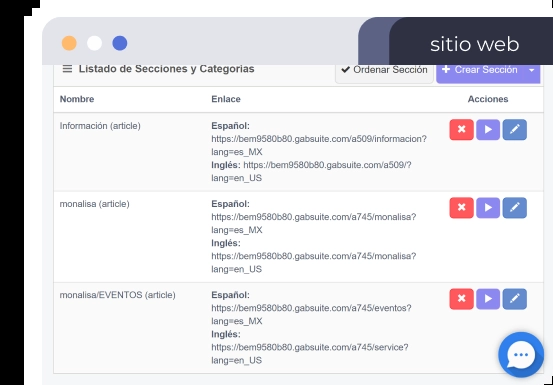 sitio web
Listado de Secciones y Categorías
Ordenar Sección
Crear Sección
Nombre Enlace Acciones
Información (article)
Español:
https://bem9580b80.gabsuite.com/a509/informacion?
lang=es_MX
Inglés: https://bem9580b80.gabsuite.com/a509/?
lang=en_US
monalisa (article)
Español:
https://bem9580b80.gabsuite.com/a745/monalisa?
lang=es_MX
Inglés:
https://bem9580b80.gabsuite.com/a745/monalisa?
lang=en_US
monalisa/EVENTOS (article)
Español:
https://bem9580b80.gabsuite.com/a745/eventos?
lang=es_MX
Inglés:
https://bem9580b80.gabsuite.com/a745/service?
lang=en_US